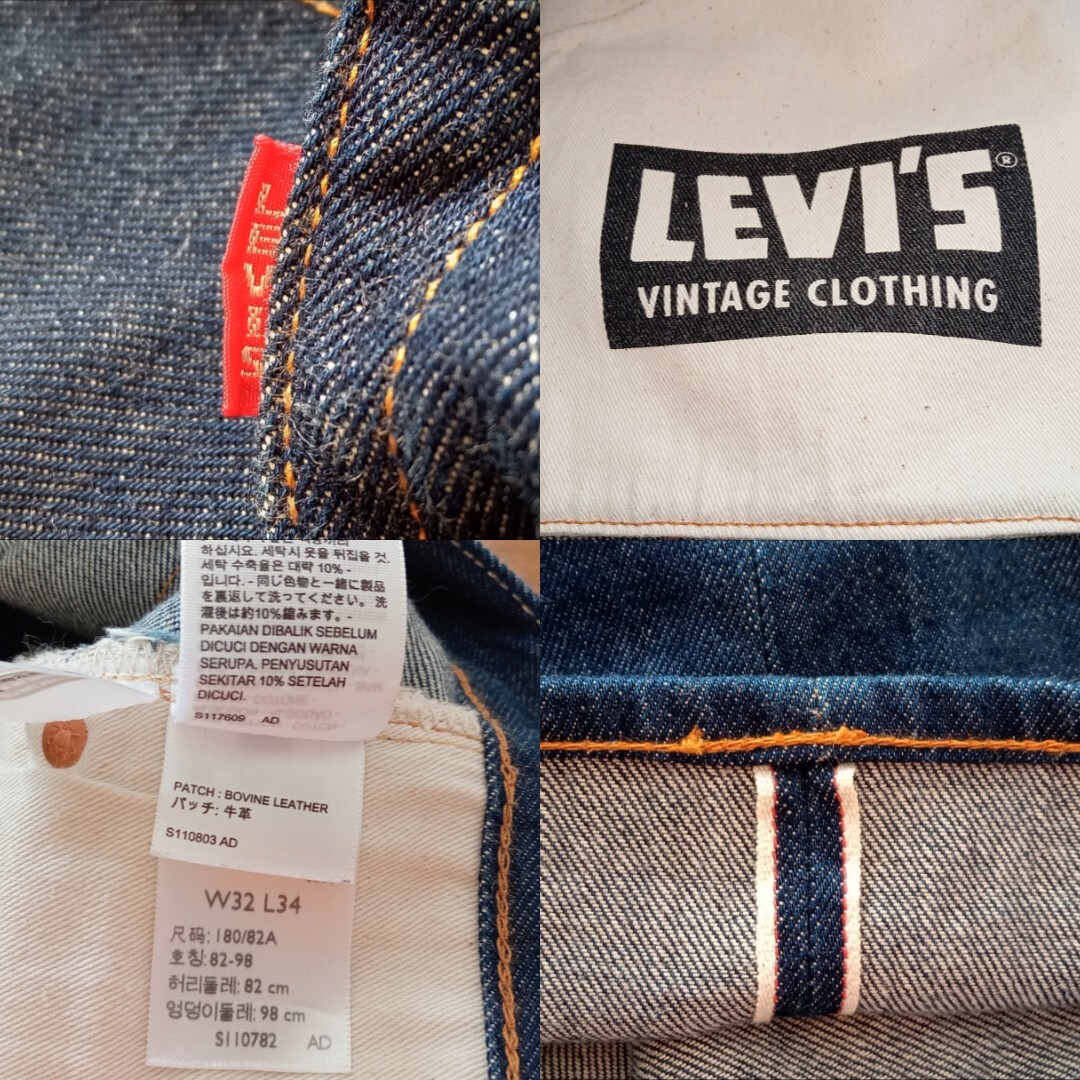 LEVI'S®
VINTAGE CLOTHING
하십시요. 세탁시 옷을 뒤집을 것.
세탁 수축율은 대략 10% -
입니다. - 同じ色物と一緒に製品
を裏返して洗ってください。 洗
濯後は約10%縮みます。-
PAKAIAN DIBALIK SEBELUM
DICUCI DENGAN WARNA
SERUPA. PENYUSUTAN
SEKITAR 10% SETELAH
DICUCI.
S117609 AD
PATCH : BOVINE LEATHER
パッチ: 牛革
S110803 AD
W32 L34
尺码: 180/82A
호칭: 82-98
허리둘레: 82 cm
엉덩이둘레: 98 cm
S110782 AD